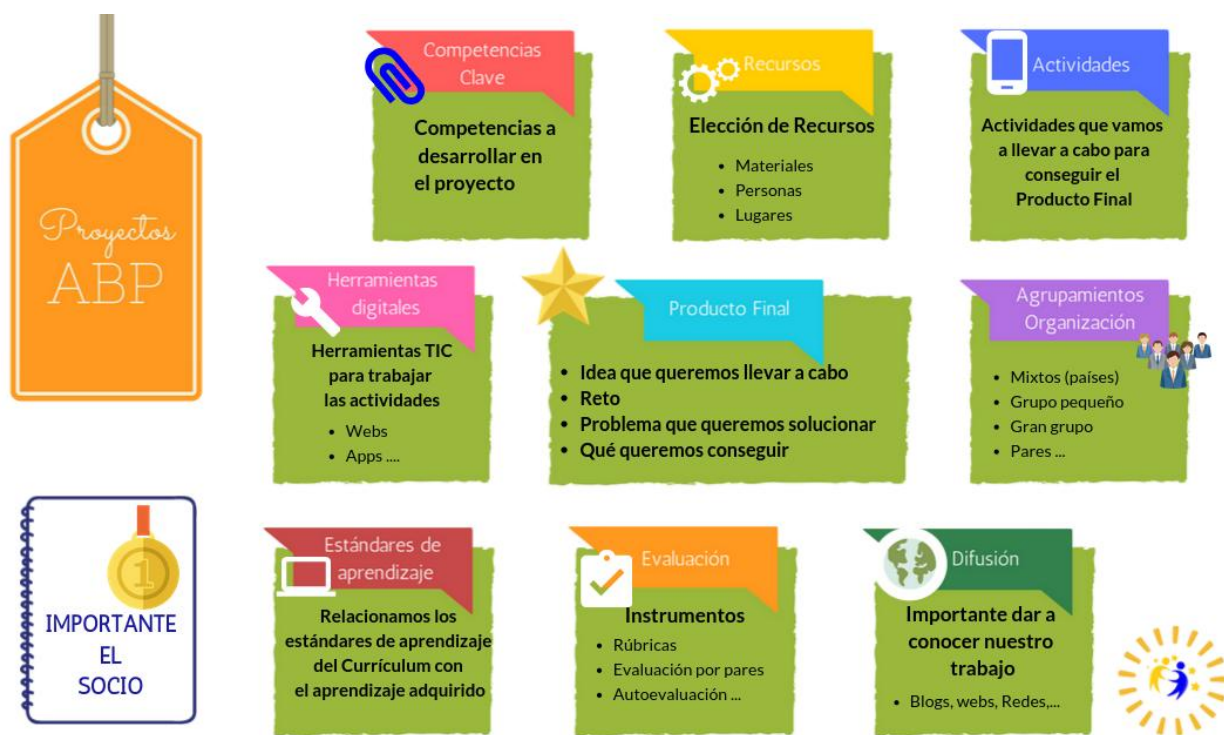 Proyectos
ABP
Competencias
Clave
Competencias a
desarrollar en
el proyecto
Recursos
Elección de Recursos
• Materiales
• Personas
• Lugares
Actividades
Actividades que vamos
a llevar a cabo para
conseguir el
Producto Final
Herramientas
digitales
Herramientas TIC
para trabajar
las actividades
• Webs
• Apps ....
Producto Final
• Idea que queremos llevar a cabo
• Reto
• Problema que queremos solucionar
• Qué queremos conseguir
Agrupamientos
Organización
• Mixtos (países)
• Grupo pequeño
• Gran grupo
• Pares ...
1
IMPORTANTE
EL
SOCIO
Estándares de
aprendizaje
Relacionamos los
estándares de aprendizaje
del Currículum con
el aprendizaje adquirido
Evaluación
Instrumentos
• Rúbricas
• Evaluación por pares
• Autoevaluación ...
Difusión
Importante dar a
conocer nuestro
trabajo
• Blogs, webs, Redes,...